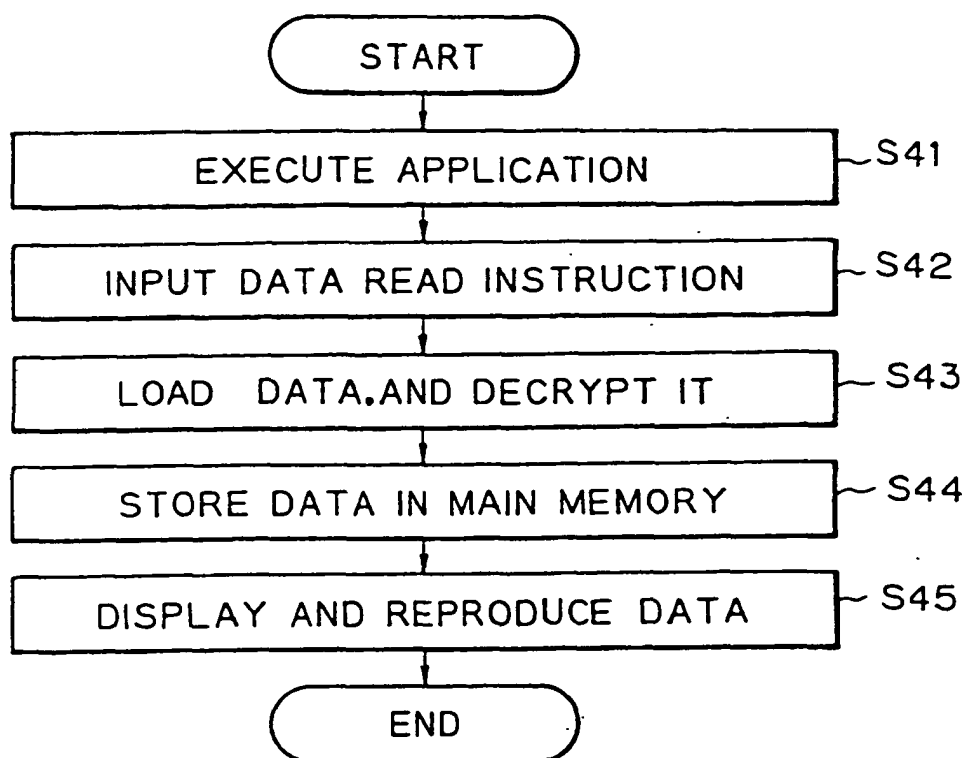 START
EXECUTE APPLICATION S41
INPUT DATA READ INSTRUCTION S42
LOAD DATA.AND DECRYPT IT S43
STORE DATA IN MAIN MEMORY S44
DISPLAY AND REPRODUCE DATA S45
END